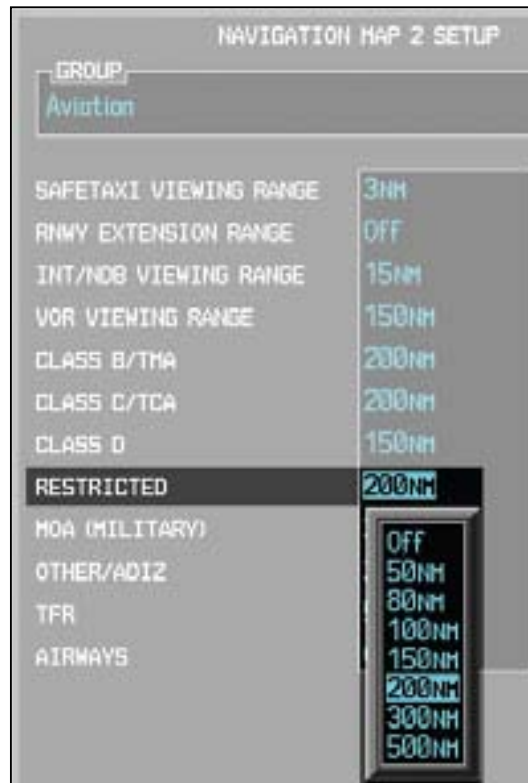 NAVIGATION MAP 2 SETUP
GROUP
Aviation
SAFETAXI VIEWING RANGE 3NM
RNWY EXTENSION RANGE Off
INT/NDB VIEWING RANGE 15NM
VOR VIEWING RANGE 150NM
CLASS B/TMA 200NM
CLASS C/TCA 200NM
CLASS D 150NM
RESTRICTED 200NM
MOA (MILITARY)
OTHER/ADIZ
TFR
AIRWAYS
Off
50NM
80NM
100NM
150NM
200NM
300NM
500NM